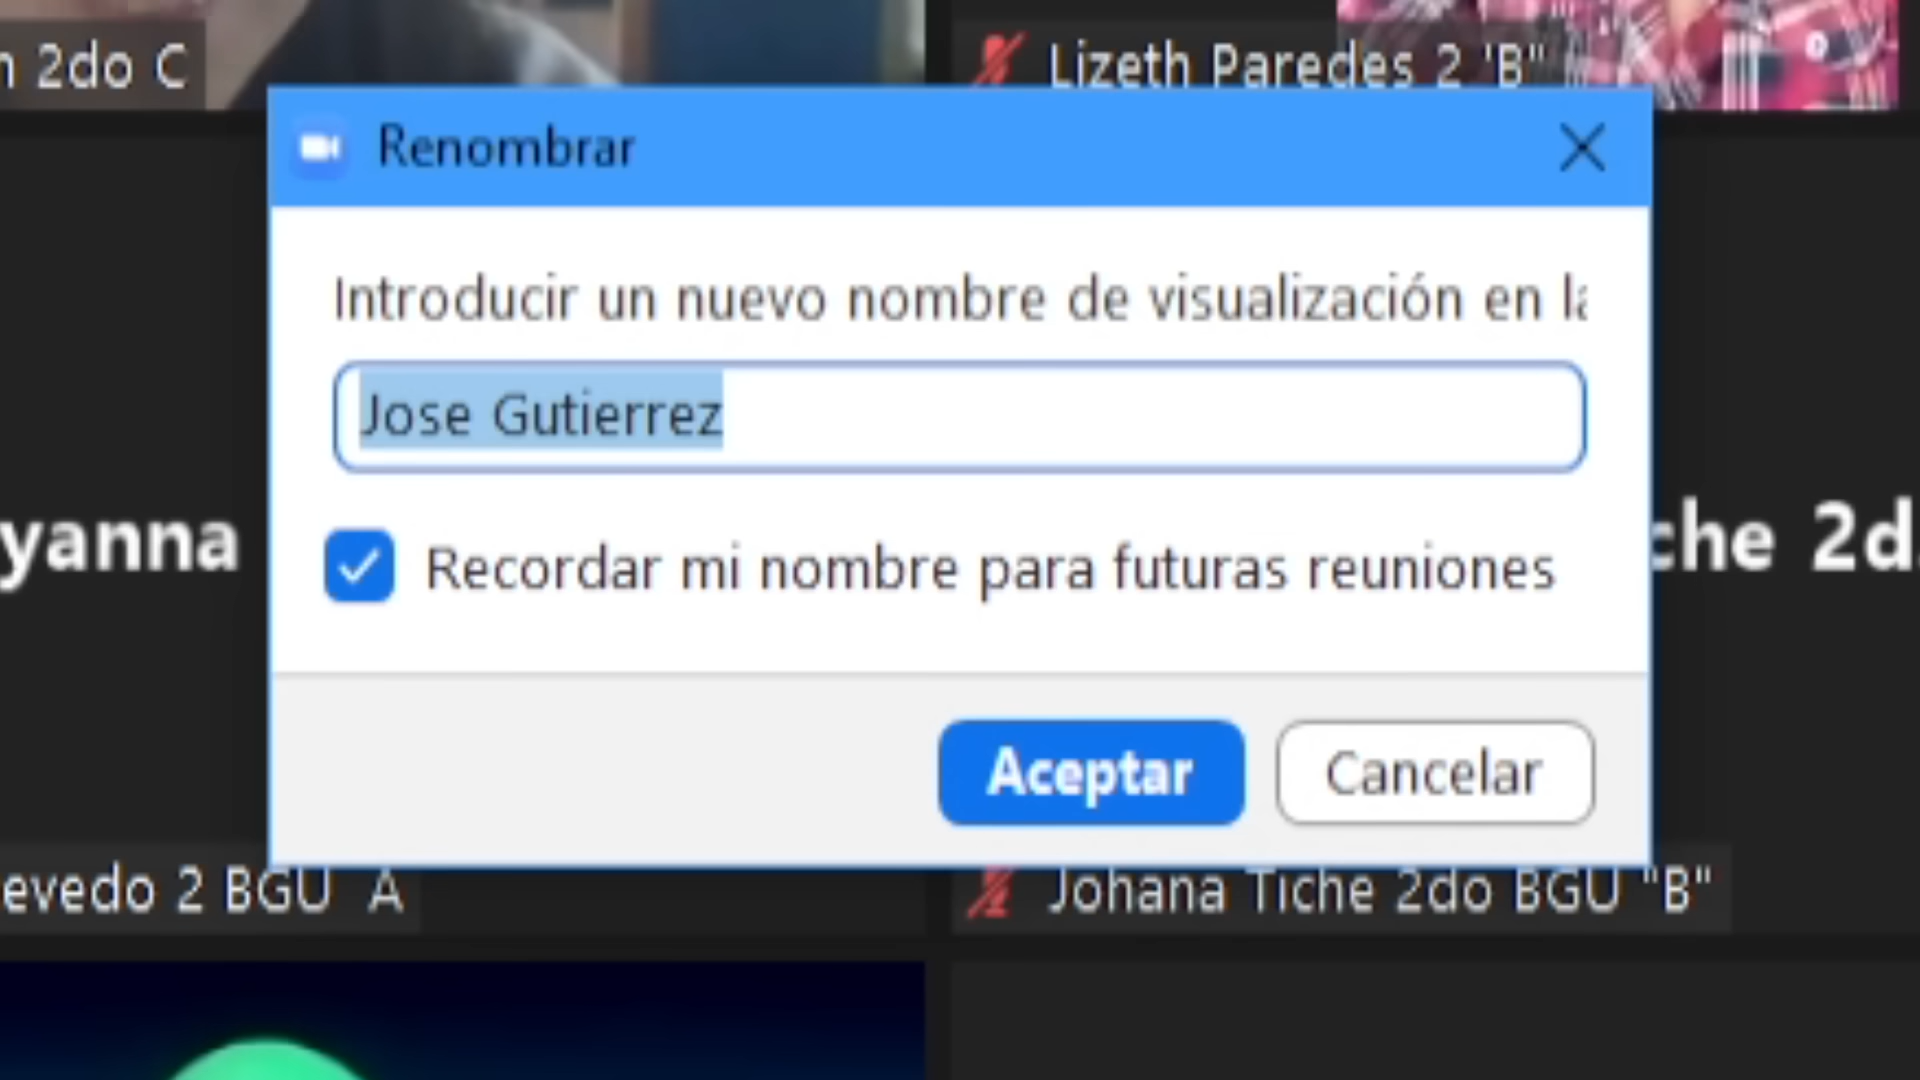 2do C
Lizeth Paredes 2 'B"
Renombrar
Introducir un nuevo nombre de visualización en la
Jose Gutierrez
yanna
che 2d
Recordar mi nombre para futuras reuniones
Aceptar
Cancelar
evedo 2 BGU A
Johana Tiche 2do BGU "B"